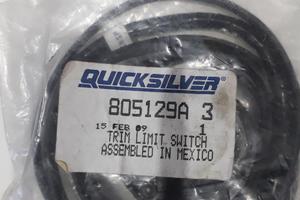 QUICKSILVER
805129A 3
15 FEB 09 1
TRIM LIMIT SWITCH
ASSEMBLED IN MEXICO